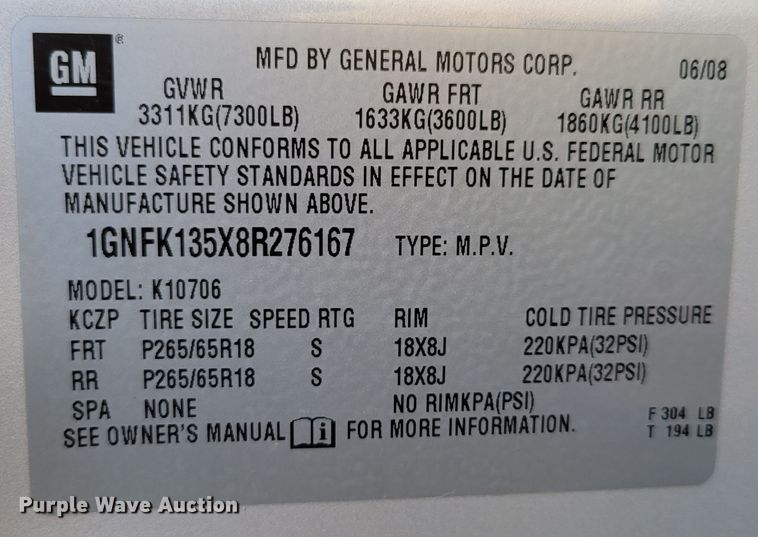 GM ®
MFD BY GENERAL MOTORS CORP. 06/08
GVWR GAWR FRT GAWR RR
3311KG(7300LB) 1633KG(3600LB) 1860KG(4100LB)
THIS VEHICLE CONFORMS TO ALL APPLICABLE U.S. FEDERAL MOTOR
VEHICLE SAFETY STANDARDS IN EFFECT ON THE DATE OF
MANUFACTURE SHOWN ABOVE.
1GNFK135X8R276167 TYPE: M.P.V.
MODEL: K10706
KCZP TIRE SIZE SPEED RTG RIM COLD TIRE PRESSURE
FRT P265/65R18 S 18X8J 220KPA(32PSI)
RR P265/65R18 S 18X8J 220KPA(32PSI)
SPA NONE NO RIMKPA(PSI)
SEE OWNER'S MANUAL i FOR MORE INFORMATION.
F 304 LB
T 194 LB
Purple Wave Auction